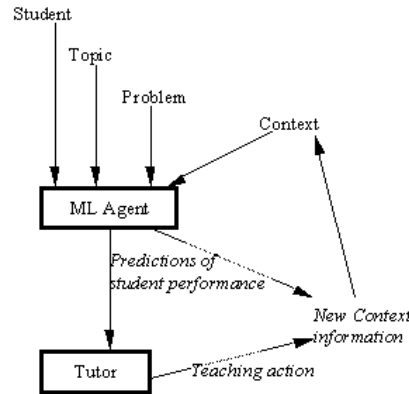 Student
Topic
Problem
Context
ML Agent
Predictions of
student performance
New Context
information
Tutor
Teaching action